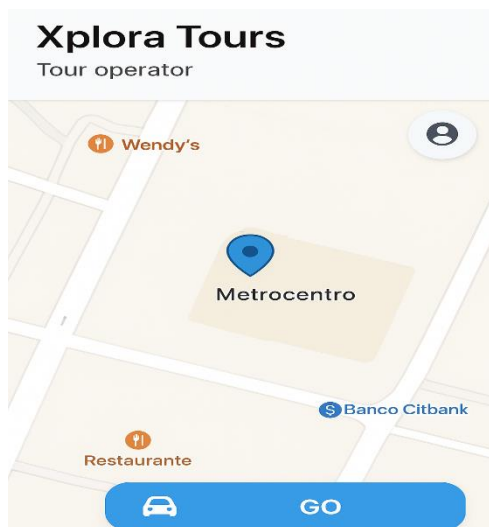 Xplora Tours
Tour operator
Wendy's
Metrocentro
$ Banco Citbank
Restaurante
GO